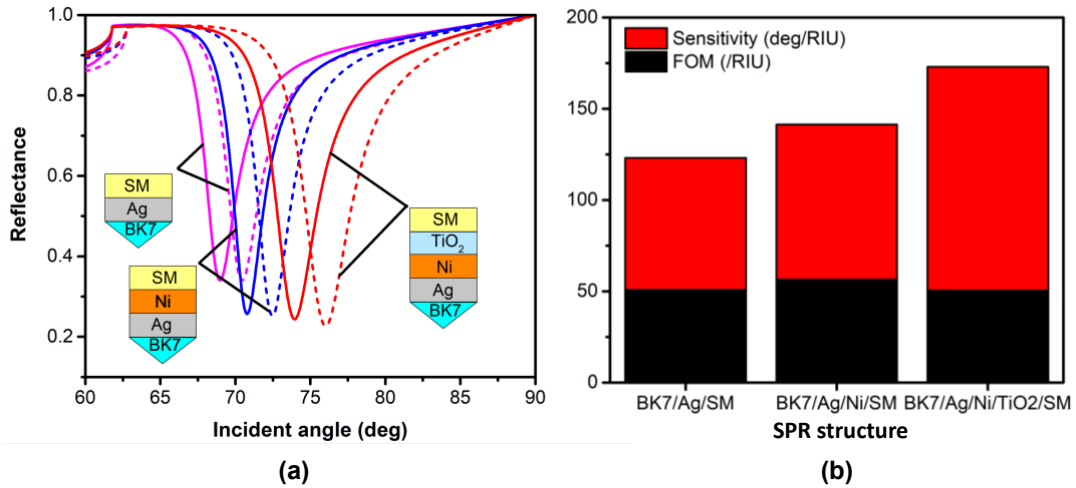 1.0
0.8
0.6
0.4
0.2
60
65
70
75
80
85
90
Reflectance
Incident angle (deg)
SM
Ag
BK7
SM
Ni
Ag
BK7
SM
TiO₂
Ni
Ag
BK7
(a)
200
150
100
50
0
Sensitivity (deg/RIU)
FOM (/RIU)
BK7/Ag/SM
BK7/Ag/Ni/SM
BK7/Ag/Ni/TiO2/SM
SPR structure
(b)